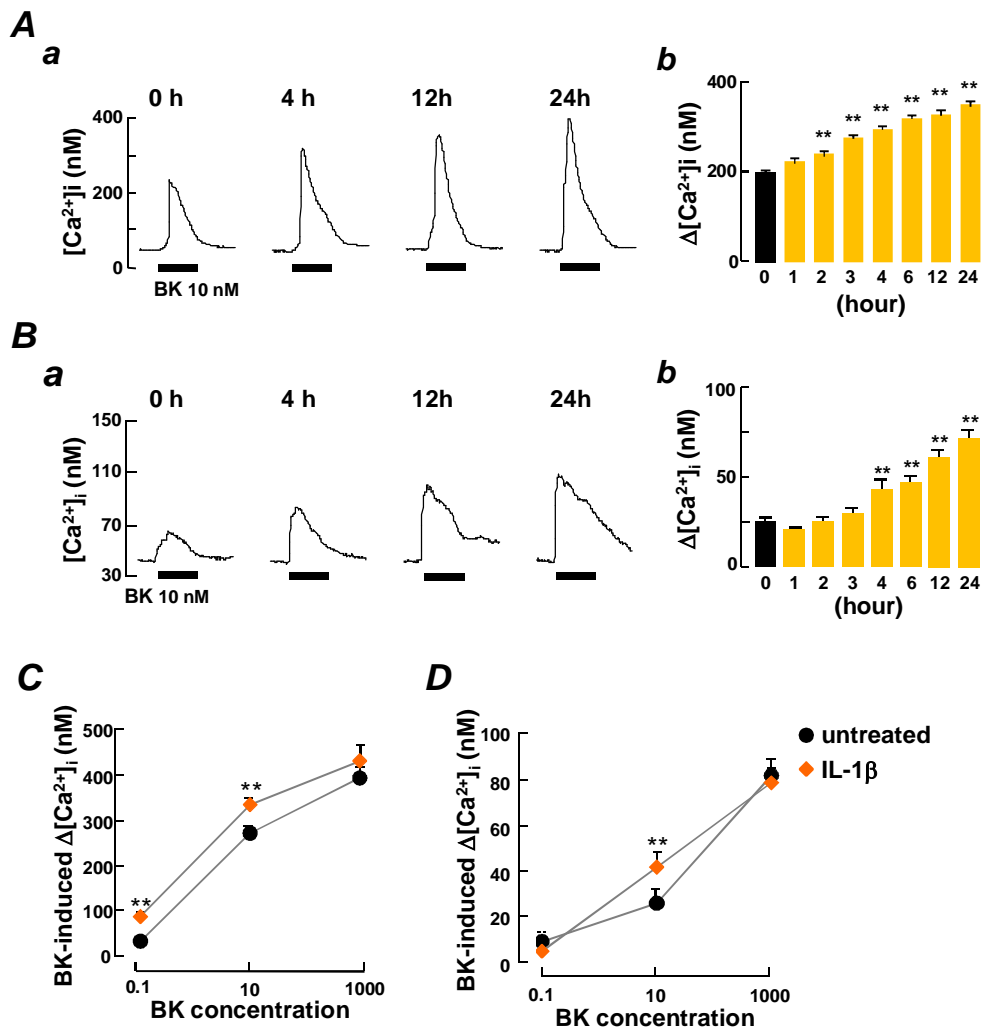 A
a
0 h
4 h
12h
24h
[Ca²⁺]i (nM)
400
200
0
BK 10 nM
b
Δ[Ca²⁺]i (nM)
400
200
0
** ** ** ** ** **
0 1 2 3 4 6 12 24
(hour)
B
a
0 h
4 h
12h
24h
[Ca²⁺]ᵢ (nM)
150
110
70
30
BK 10 nM
b
Δ[Ca²⁺]ᵢ (nM)
100
50
0
** ** ** **
0 1 2 3 4 6 12 24
(hour)
C
BK-induced Δ[Ca²⁺]ᵢ (nM)
500
400
300
200
100
0
**
**
0.1 10 1000
BK concentration
D
BK-induced Δ[Ca²⁺]ᵢ (nM)
100
80
60
40
20
0
**
0.1 10 1000
BK concentration
untreated
IL-1β